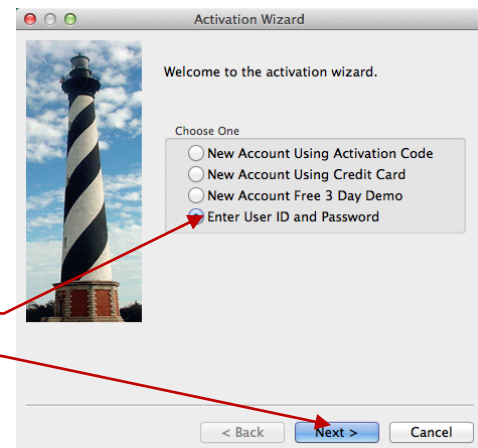 Activation Wizard
Welcome to the activation wizard.
Choose One
New Account Using Activation Code
New Account Using Credit Card
New Account Free 3 Day Demo
Enter User ID and Password
< Back Next > Cancel